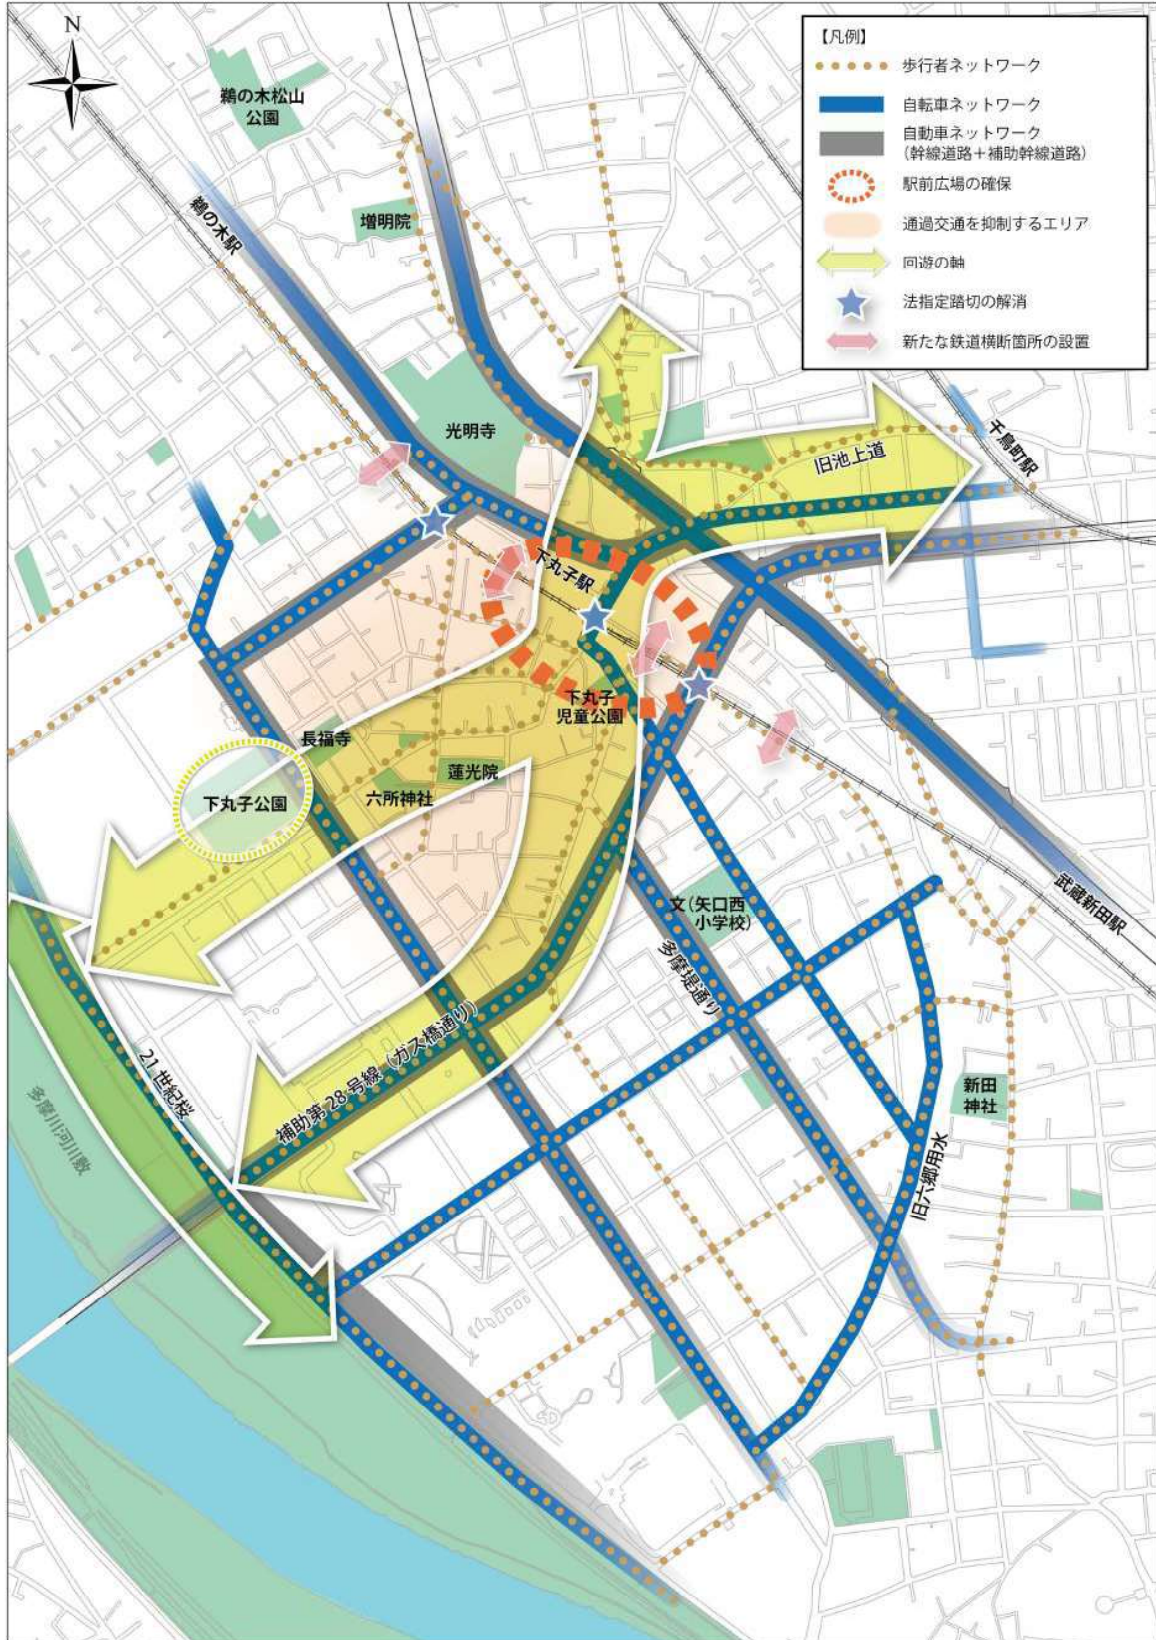 N
【凡例】
歩行者ネットワーク
自転車ネットワーク
自動車ネットワーク
(幹線道路＋補助幹線道路)
駅前広場の確保
通過交通を抑制するエリア
回遊の軸
法指定踏切の解消
新たな鉄道横断箇所の設置
鵜の木松山
公園
鵜の木駅
増明院
光明寺
旧池上道
千鳥町駅
下丸子駅
下丸子
児童公園
長福寺
蓮光院
六所神社
下丸子公園
文(矢口西
小学校)
武蔵新田駅
多摩堤通り
補助第28号線（ガス橋通り）
21世紀桜
多摩川河川敷
新田
神社
旧六郷用水